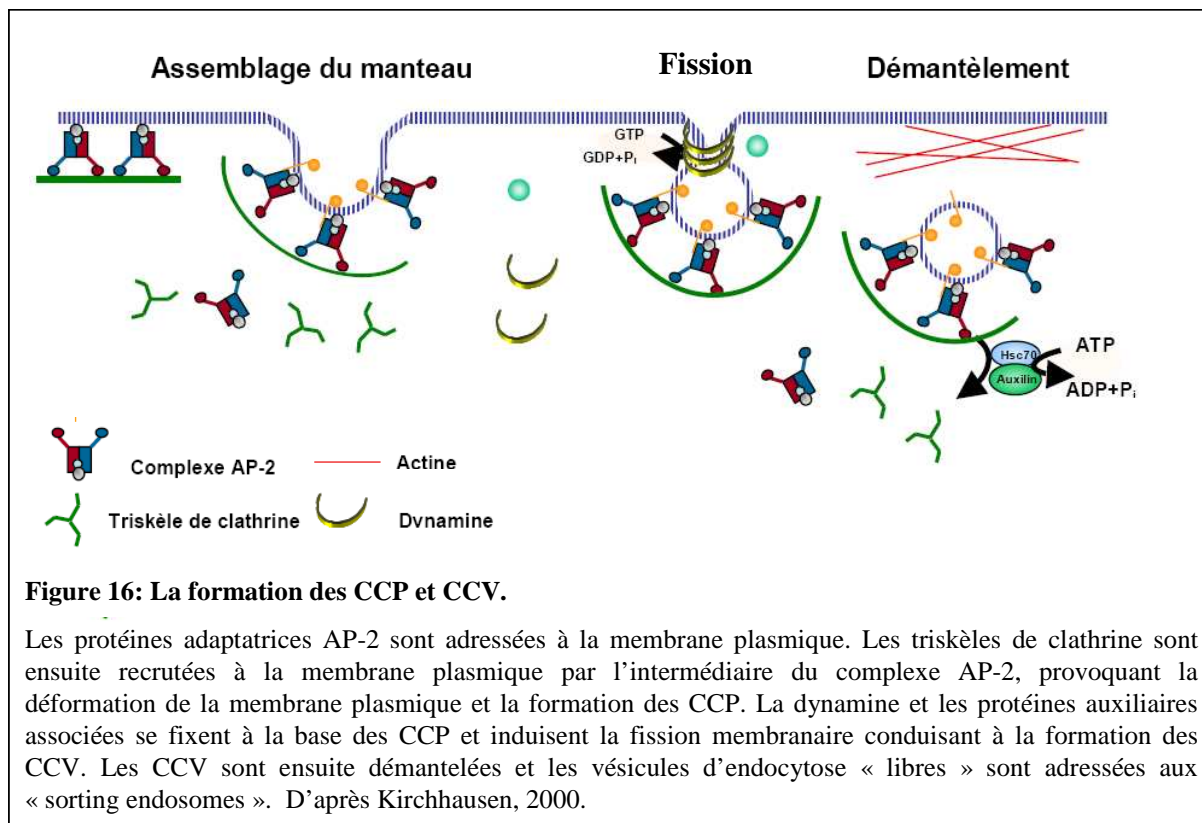 Assemblage du manteau
Fission
Démantèlement
GTP
GDP+Pi
Hsc70
Auxilin
ATP
ADP+Pi
Complexe AP-2
Actine
Triskèle de clathrine
Dvnamine
Figure 16: La formation des CCP et CCV.
Les protéines adaptatrices AP-2 sont adressées à la membrane plasmique. Les triskèles de clathrine sont
ensuite recrutées à la membrane plasmique par l’intermédiaire du complexe AP-2, provoquant la
déformation de la membrane plasmique et la formation des CCP. La dynamine et les protéines auxiliaires
associées se fixent à la base des CCP et induisent la fission membranaire conduisant à la formation des
CCV. Les CCV sont ensuite démantelées et les vésicules d’endocytose « libres » sont adressées aux
« sorting endosomes ». D’après Kirchhausen, 2000.